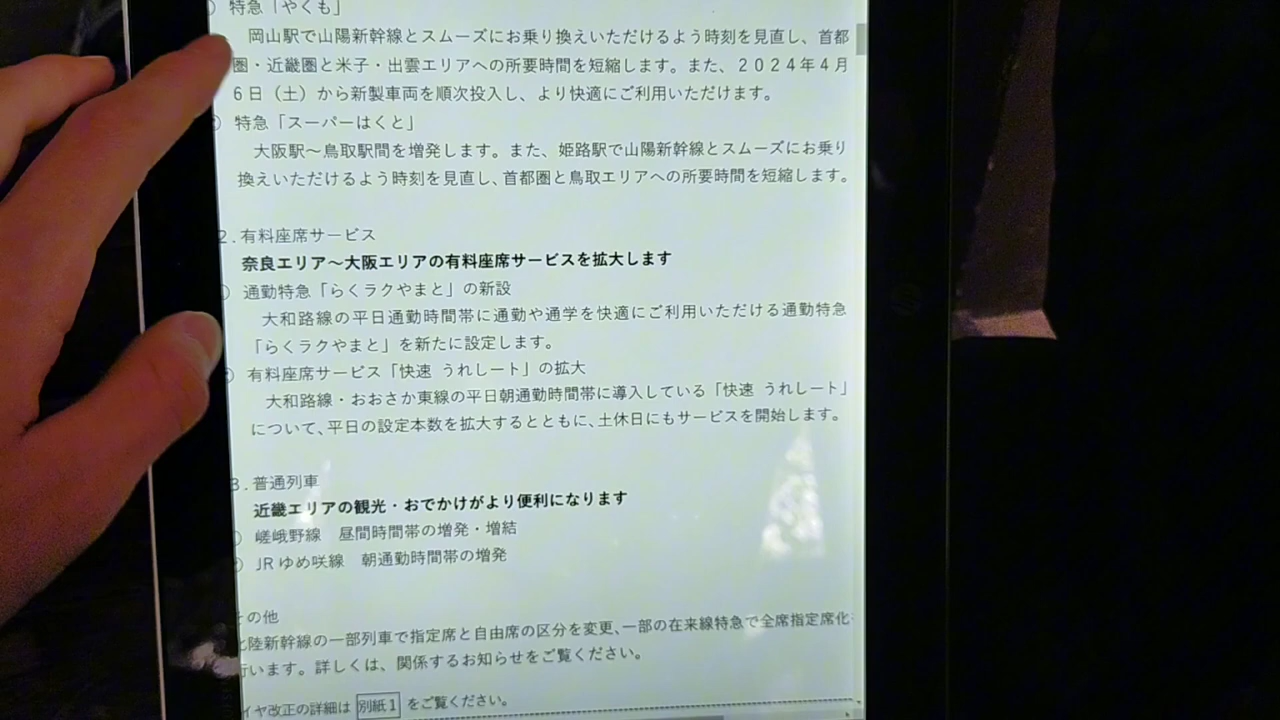 ) 特急「やくも」
岡山駅で山陽新幹線とスムーズにお乗り換えいただけるよう時刻を見直し、首都
圏・近畿圏と米子・出雲エリアへの所要時間を短縮します。また、2024年4月
6日（土）から新製車両を順次投入し、より快適にご利用いただけます。
) 特急「スーパーはくと」
大阪駅～鳥取駅間を増発します。また、姫路駅で山陽新幹線とスムーズにお乗り
換えいただけるよう時刻を見直し、首都圏と鳥取エリアへの所要時間を短縮します。
2.有料座席サービス
奈良エリア～大阪エリアの有料座席サービスを拡大します
) 通勤特急「らくラクやまと」の新設
大和路線の平日通勤時間帯に通勤や通学を快適にご利用いただける通勤特急
「らくラクやまと」を新たに設定します。
) 有料座席サービス「快速 うれしート」の拡大
大和路線・おおさか東線の平日朝通勤時間帯に導入している「快速 うれしート」
について、平日の設定本数を拡大するとともに、土休日にもサービスを開始します。
3.普通列車
近畿エリアの観光・おでかけがより便利になります
) 嵯峨野線 昼間時間帯の増発・増結
) JRゆめ咲線 朝通勤時間帯の増発
その他
北陸新幹線の一部列車で指定席と自由席の区分を変更、一部の在来線特急で全席指定席化
行います。詳しくは、関係するお知らせをご覧ください。
イヤ改正の詳細は 別紙1 をご覧ください。